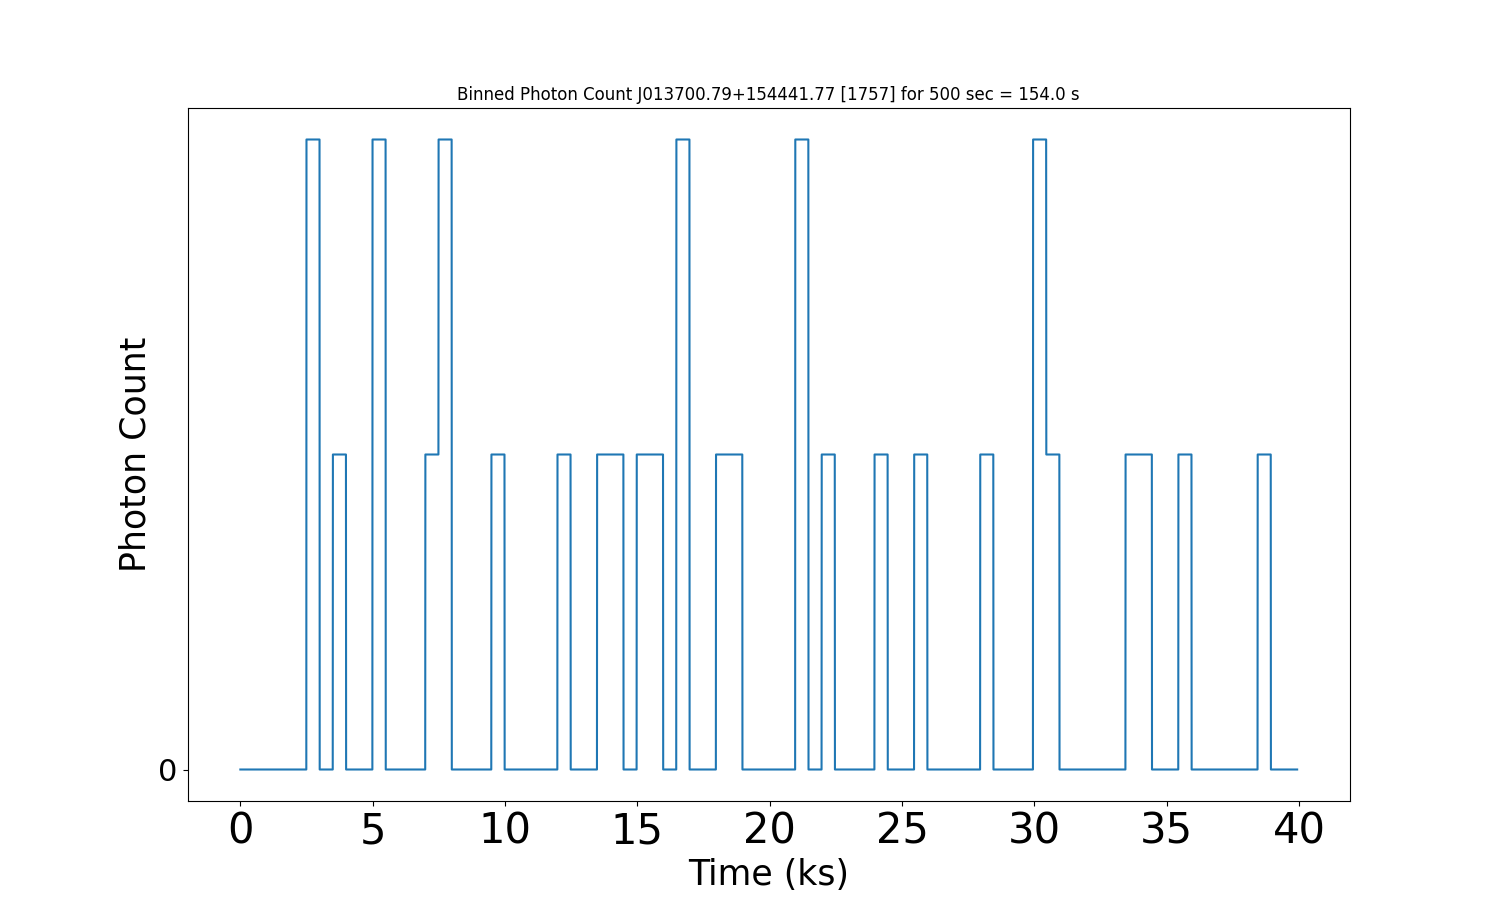 Binned Photon Count J013700.79+154441.77 [1757] for 500 sec = 154.0 s
Photon Count
0
0 5 10 15 20 25 30 35 40
Time (ks)